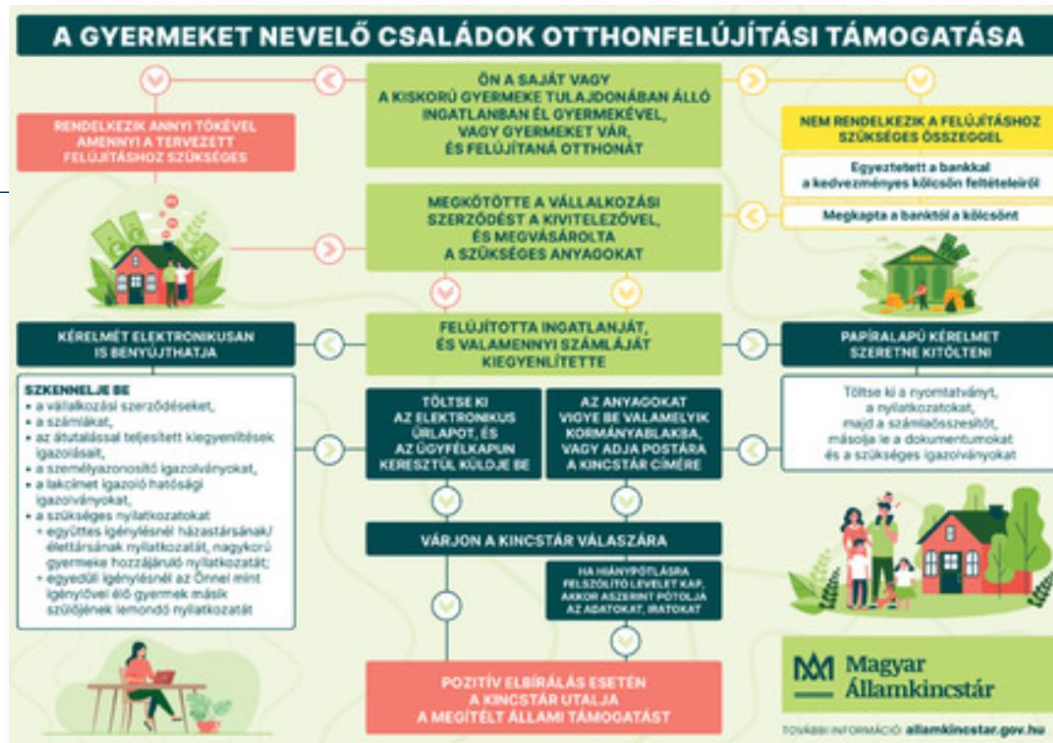 A GYERMEKET NEVELŐ CSALÁDOK OTTHONFELÚJÍTÁSI TÁMOGATÁSA
ÖN A SAJÁT VAGY
A KISKORÚ GYERMEKE TULAJDONÁBAN ÁLLÓ
INGATLANBAN ÉL GYERMEKÉVEL,
VAGY GYERMEKET VÁR,
ÉS FELÚJÍTANÁ OTTHONÁT
RENDELKEZIK ANNYI TŐKÉVEL
AMENNYI A TERVEZETT
FELÚJÍTÁSHOZ SZÜKSÉGES
NEM RENDELKEZIK A FELÚJÍTÁSHOZ
SZÜKSÉGES ÖSSZEGGEL
Egyeztetett a bankkal
a kedvezményes kölcsön feltételeiről
Megkapta a banktól a kölcsönt
MEGKÖTÖTTE A VÁLLALKOZÁSI
SZERZŐDÉST A KIVITELEZŐVEL,
ÉS MEGVÁSÁROLTA
A SZÜKSÉGES ANYAGOKAT
FELÚJÍTOTTA INGATLANJÁT,
ÉS VALAMENNYI SZÁMLÁJÁT
KIEGYENLÍTETTE
KÉRELMÉT ELEKTRONIKUSAN
IS BENYÚJTHATJA
SZKENNELJE BE
• a vállalkozási szerződéseket,
• a számlákat,
• az átutalással teljesített kiegyenlítések
igazolásait,
• a személyazonosító igazolványokat,
• a lakcímet igazoló hatósági
igazolványokat,
• a szükséges nyilatkozatokat
+ együttes igénylésnél házastársának/
élettársának nyilatkozatát, nagykorú
gyermeke hozzájáruló nyilatkozatát;
+ egyedüli igénylésnél az Önnel mint
igénylővel élő gyermek másik
szülőjének lemondó nyilatkozatát
PAPÍRALAPÚ KÉRELMET
SZERETNE KITÖLTENI
Töltse ki a nyomtatványt,
a nyilatkozatokat,
majd a számlaösszesítőt,
másolja le a dokumentumokat
és a szükséges igazolványokat
TÖLTSE KI
AZ ELEKTRONIKUS
ŰRLAPOT, ÉS
AZ ÜGYFÉLKAPUN
KERESZTÜL KÜLDJE BE
AZ ANYAGOKAT
VIGYE BE VALAMELYIK
KORMÁNYABLAKBA,
VAGY ADJA POSTÁRA
A KINCSTÁR CÍMÉRE
VÁRJON A KINCSTÁR VÁLASZÁRA
HA HIÁNYPÓTLÁSRA
FELSZÓLÍTÓ LEVELET KAP,
AKKOR ASZERINT PÓTOLJA
AZ ADATOKAT, IRATOKAT
POZITÍV ELBÍRÁLÁS ESETÉN
A KINCSTÁR UTALJA
A MEGÍTÉLT ÁLLAMI TÁMOGATÁST
Magyar
Államkincstár
TOVÁBBI INFORMÁCIÓ: allamkincstar.gov.hu